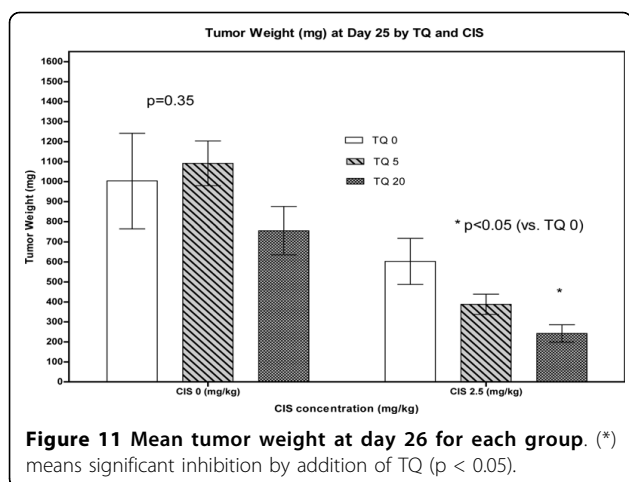 Tumor Weight (mg) at Day 25 by TQ and CIS
1600
1500
1400
1300
1200
1100
1000
900
800
700
600
500
400
300
200
100
0
Tumor Weight (mg)
p=0.35
TQ 0
TQ 5
TQ 20
* p<0.05 (vs. TQ 0)
*
CIS 0 (mg/kg)
CIS 2.5 (mg/kg)
CIS concentration (mg/kg)
Figure 11 Mean tumor weight at day 26 for each group. (*)
means significant inhibition by addition of TQ (p < 0.05).